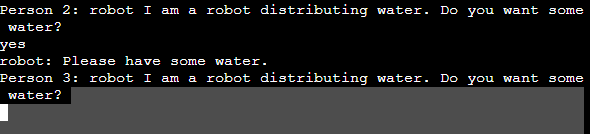 Person 2: robot I am a robot distributing water. Do you want some
water?
yes
robot: Please have some water.
Person 3: robot I am a robot distributing water. Do you want some
water?